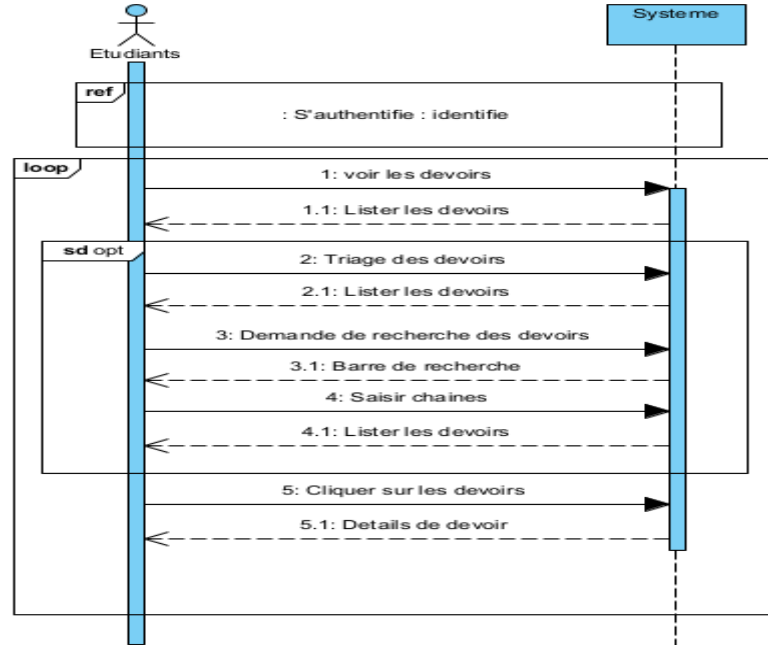 Systeme
Etudiants
ref
: S'authentifie : identifie
loop
1: voir les devoirs
1.1: Lister les devoirs
sd opt
2: Triage des devoirs
2.1: Lister les devoirs
3: Demande de recherche des devoirs
3.1: Barre de recherche
4: Saisir chaines
4.1: Lister les devoirs
5: Cliquer sur les devoirs
5.1: Details de devoir